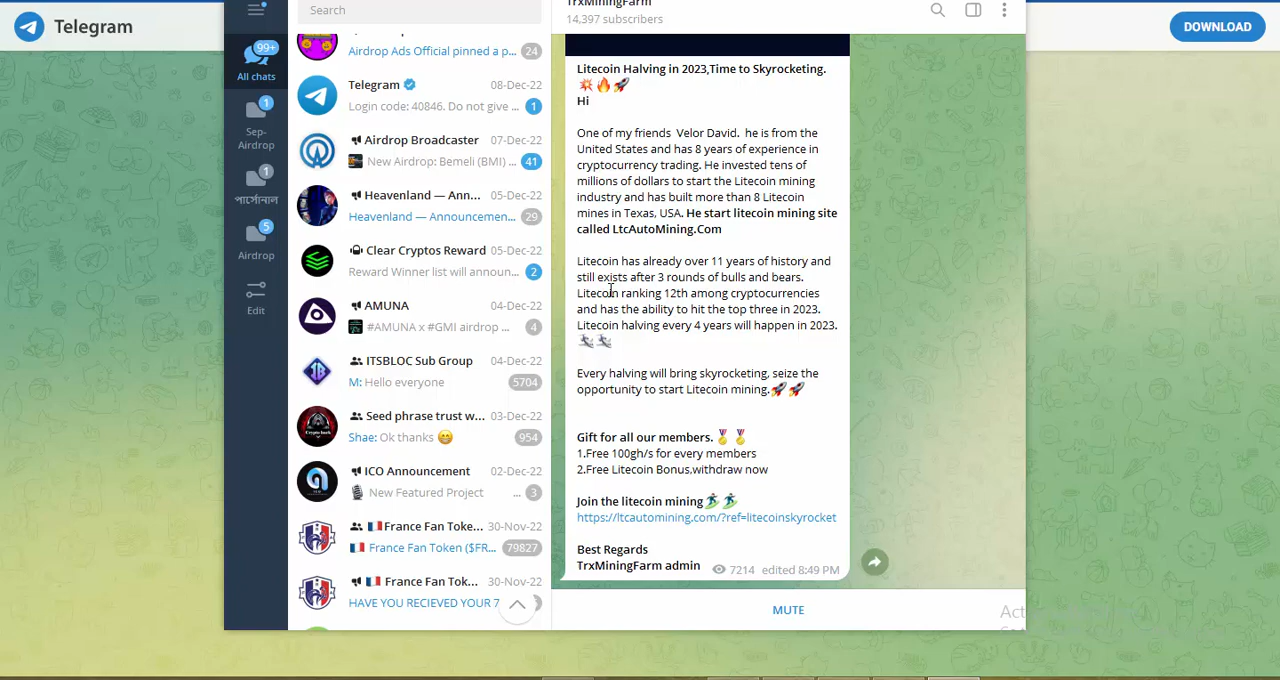 Telegram
DOWNLOAD
Search
TrxMiningFarm
14,397 subscribers
99+
All chats
1
Sep-
Airdrop
1
পার্সোনাল
5
Airdrop
Edit
Airdrop Ads Official pinned a p...
24
Telegram
08-Dec-22
Login code: 40846. Do not give ...
1
Airdrop Broadcaster
07-Dec-22
New Airdrop: Bemeli (BMI) ...
41
Heavenland — Ann...
05-Dec-22
Heavenland — Announcemen...
29
Clear Cryptos Reward
05-Dec-22
Reward Winner list will announ...
2
AMUNA
04-Dec-22
#AMUNA x #GMI airdrop ...
4
ITSBLOC Sub Group
04-Dec-22
M: Hello everyone
5704
Seed phrase trust w...
03-Dec-22
Shae: Ok thanks 😁
954
ICO Announcement
02-Dec-22
🎙 New Featured Project ...
3
🇫🇷France Fan Toke...
30-Nov-22
🇫🇷 France Fan Token ($FR...
79827
🇫🇷France Fan Tok...
30-Nov-22
HAVE YOU RECIEVED YOUR 7
Litecoin Halving in 2023,Time to Skyrocketing.
💥🔥🚀
Hi
One of my friends Velor David. he is from the
United States and has 8 years of experience in
cryptocurrency trading. He invested tens of
millions of dollars to start the Litecoin mining
industry and has built more than 8 Litecoin
mines in Texas, USA. He start litecoin mining site
called LtcAutoMining.Com
Litecoin has already over 11 years of history and
still exists after 3 rounds of bulls and bears.
Litecoin ranking 12th among cryptocurrencies
and has the ability to hit the top three in 2023.
Litecoin halving every 4 years will happen in 2023.
Every halving will bring skyrocketing, seize the
opportunity to start Litecoin mining.🚀🚀
Gift for all our members.🏅🏅
1.Free 100gh/s for every members
2.Free Litecoin Bonus,withdraw now
Join the litecoin mining🏄🏄
https://ltcautomining.com/?ref=litecoinskyrocket
Best Regards
TrxMiningFarm admin
7214 edited 8:49 PM
MUTE